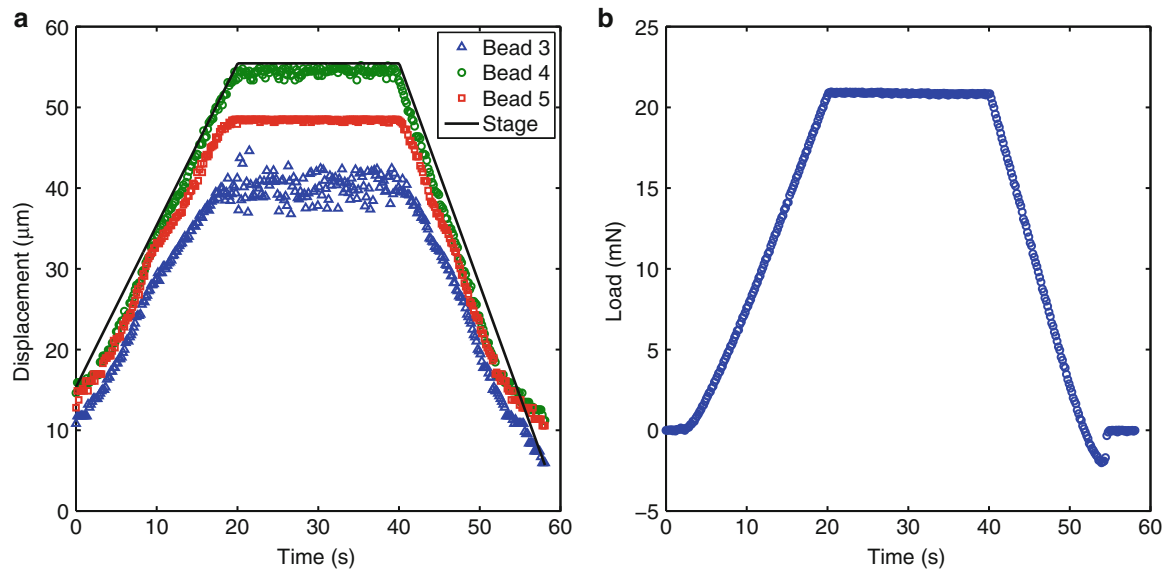 a
60
50
40
30
20
10
0
Displacement (μm)
0 10 20 30 40 50 60
Time (s)
Bead 3
Bead 4
Bead 5
Stage
b
25
20
15
10
5
0
−5
Load (mN)
0 10 20 30 40 50 60
Time (s)